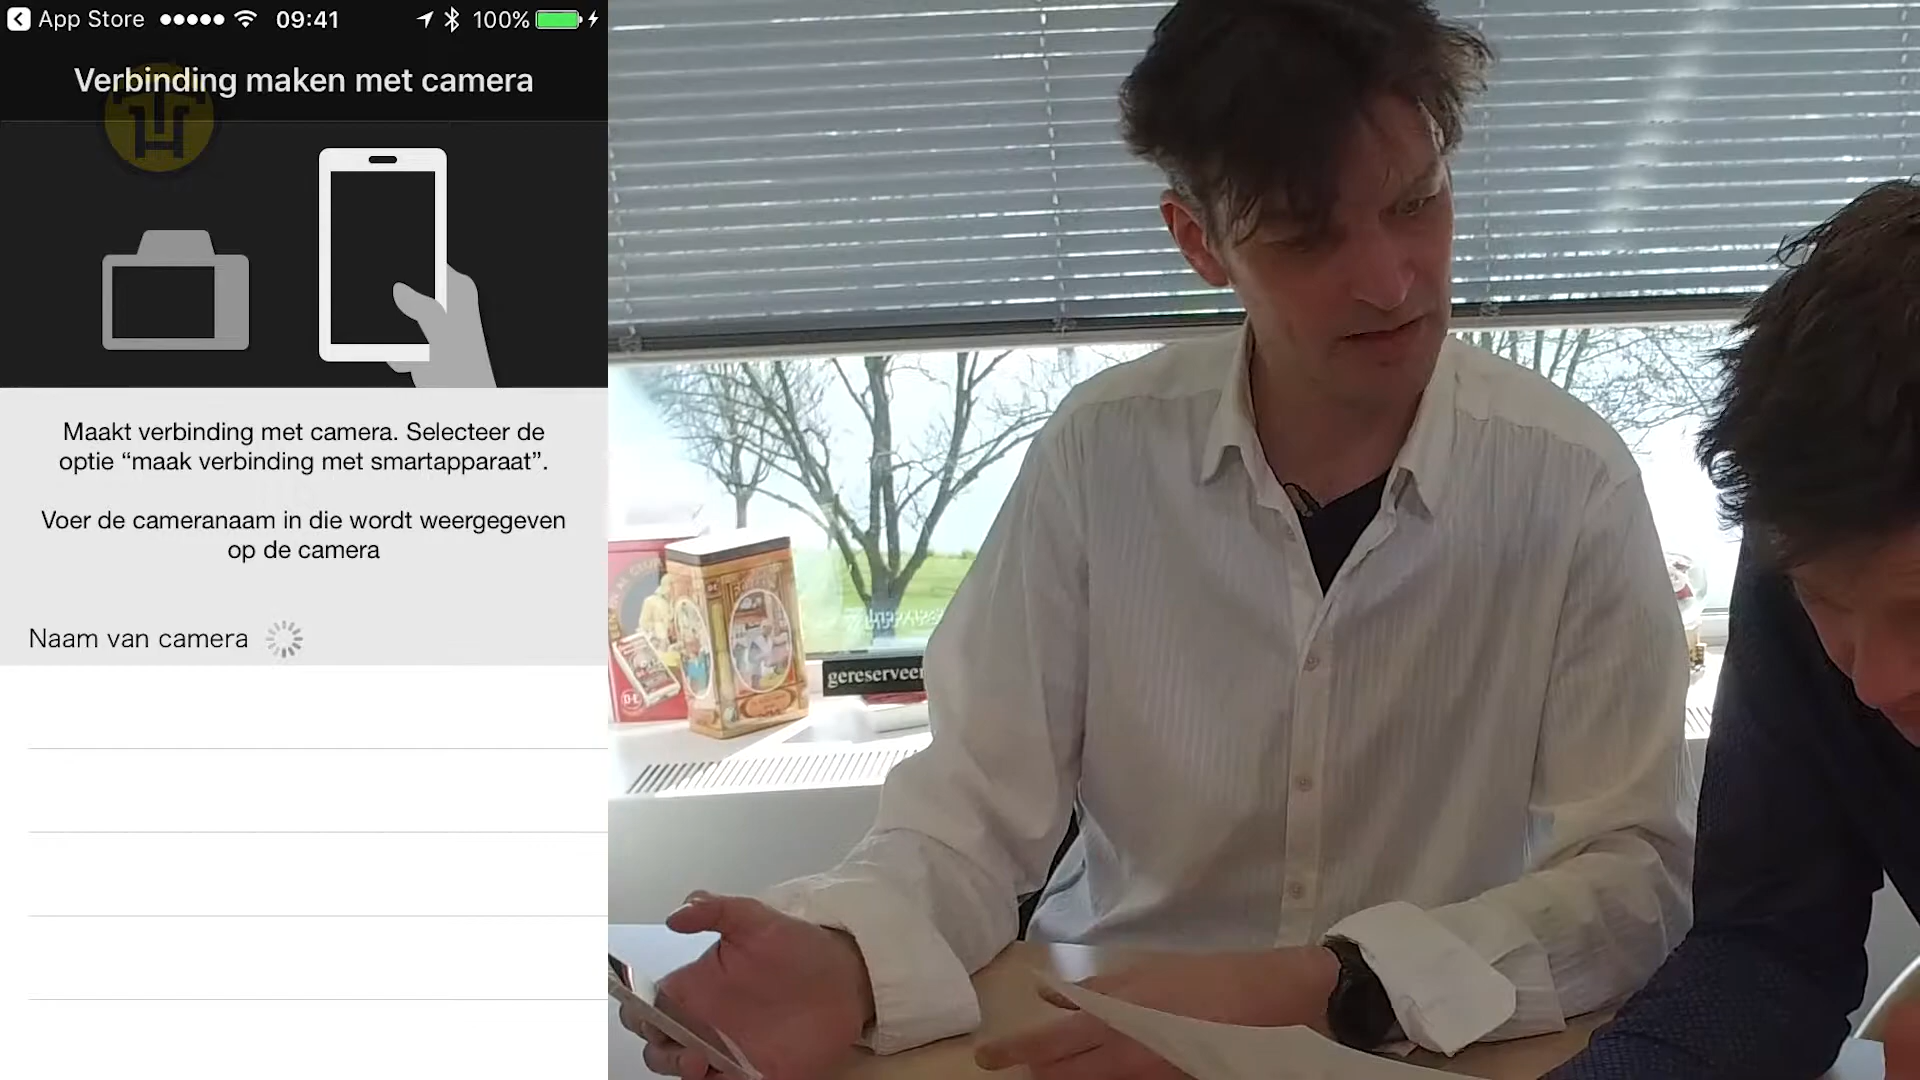 App Store
09:41
100%
Verbinding maken met camera
Maakt verbinding met camera. Selecteer de
optie “maak verbinding met smartapparaat”.
Voer de cameranaam in die wordt weergegeven
op de camera
Naam van camera
gereserveer